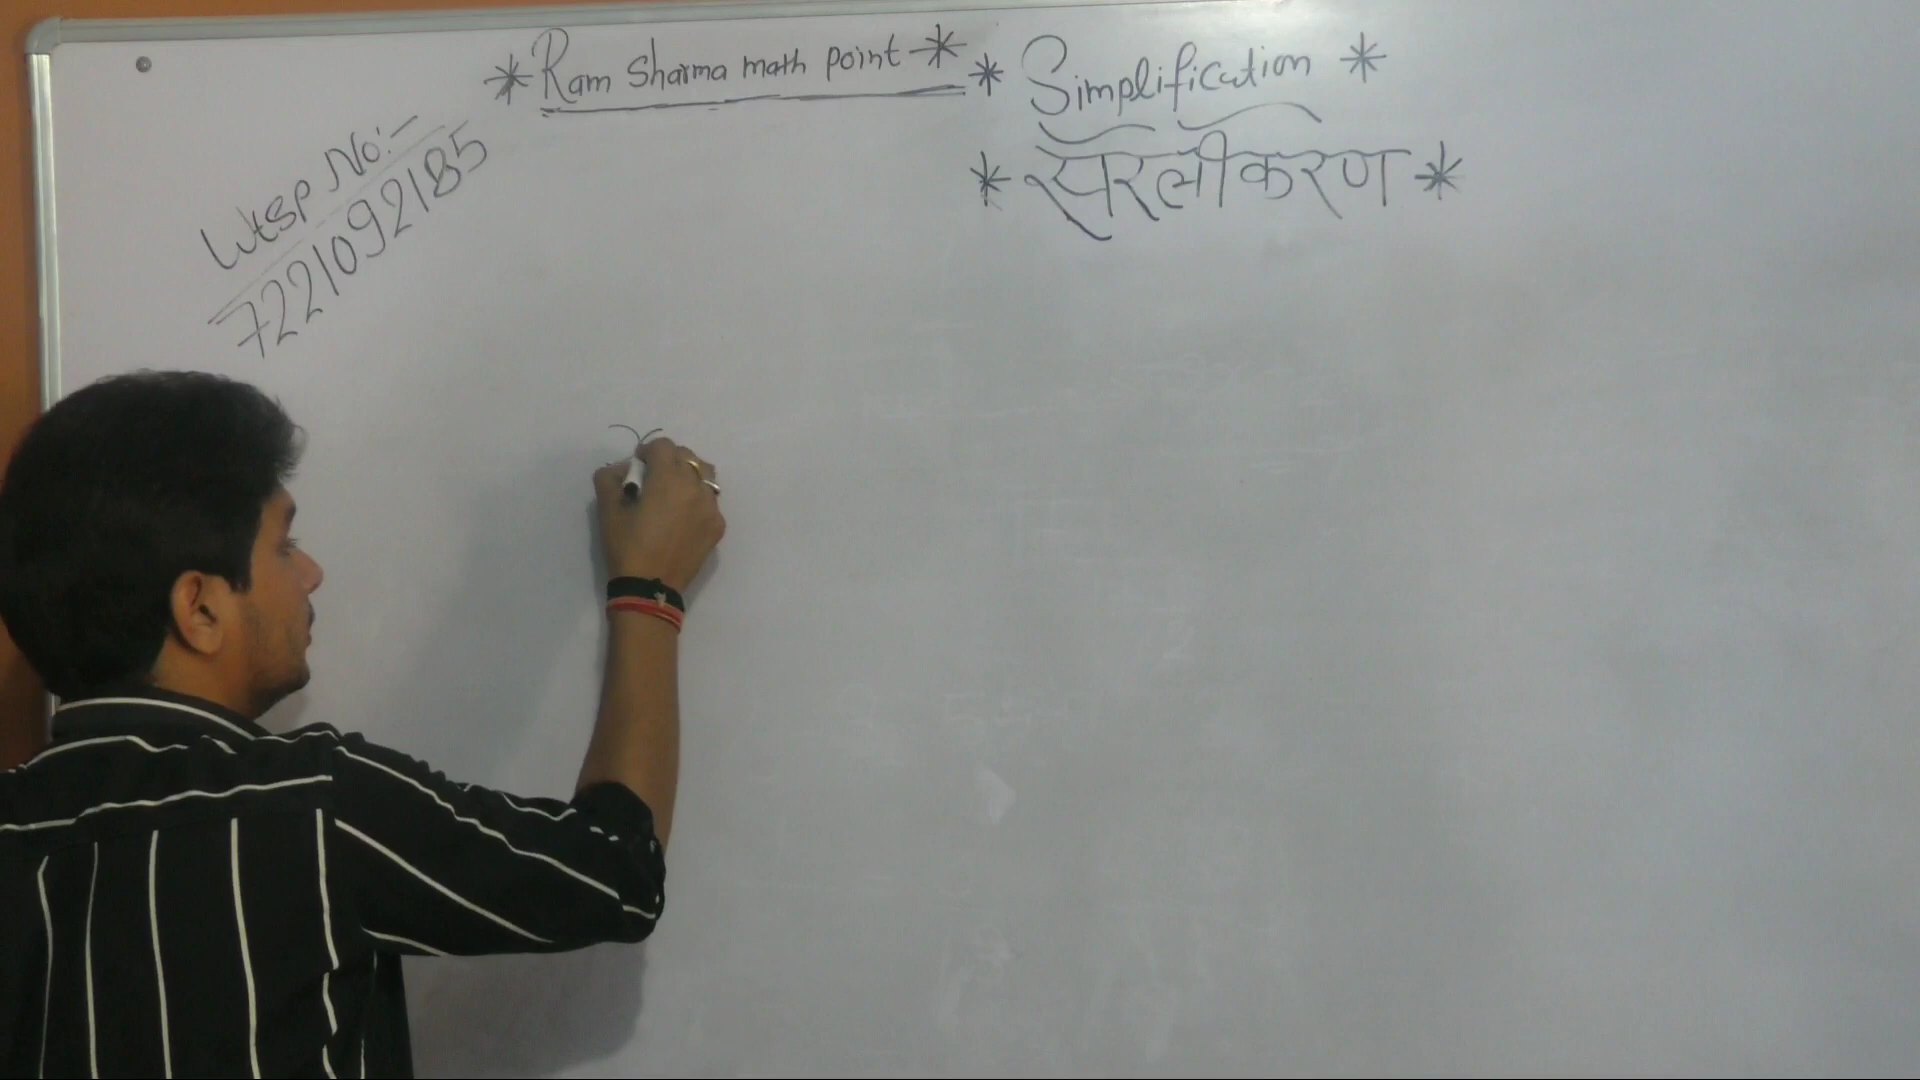 * Ram Sharma math point *
* Simplification *
* सरलीकरण *
Wtsp No:-
7221092185